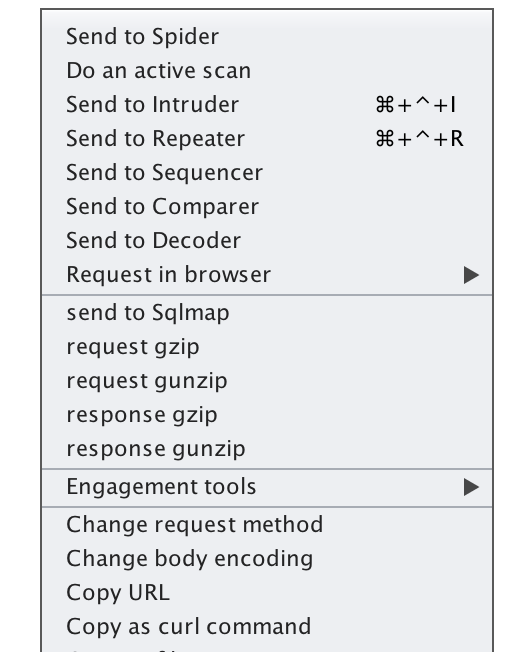 Send to Spider
Do an active scan
Send to Intruder ⌘+^+I
Send to Repeater ⌘+^+R
Send to Sequencer
Send to Comparer
Send to Decoder
Request in browser
send to Sqlmap
request gzip
request gunzip
response gzip
response gunzip
Engagement tools
Change request method
Change body encoding
Copy URL
Copy as curl command